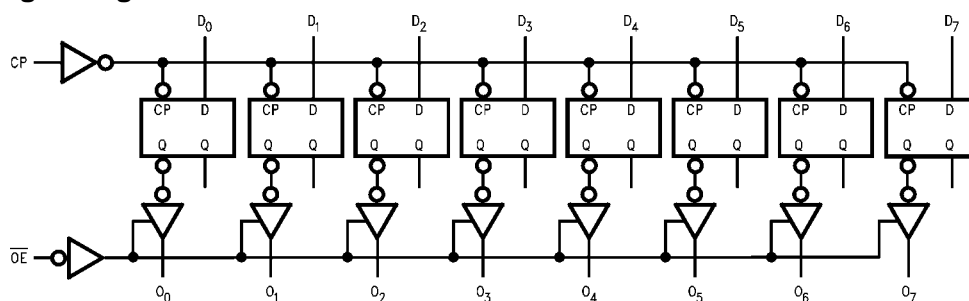 D₀ D₁ D₂ D₃ D₄ D₅ D₆ D₇
CP
CP D CP D CP D CP D CP D CP D CP D CP D
Q Q Q Q Q Q Q Q Q Q Q Q Q Q Q Q
O̅E̅
O₀ O₁ O₂ O₃ O₄ O₅ O₆ O₇